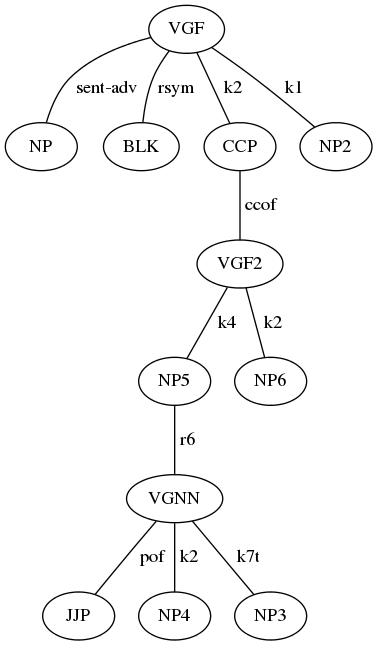 VGF
sent-adv rsym k2 k1
NP BLK CCP NP2
ccof
VGF2
k4 k2
NP5 NP6
r6
VGNN
pof k2 k7t
JJP NP4 NP3